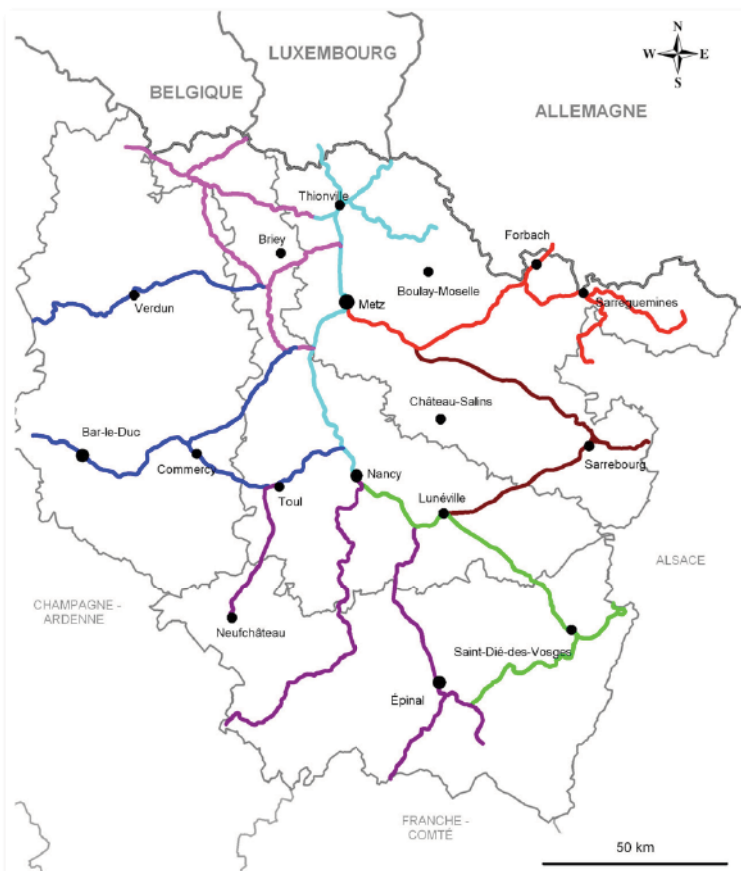 LUXEMBOURG
N
W E
S
BELGIQUE
ALLEMAGNE
Thionville
Forbach
Briey
Boulay-Moselle
Sarreguemines
Verdun
Metz
Château-Salins
Bar-le-Duc
Commercy
Sarrebourg
Nancy
Toul
Lunéville
ALSACE
CHAMPAGNE -
ARDENNE
Neufchâteau
Saint-Dié-des-Vosges
Épinal
FRANCHE -
COMTÉ
50 km